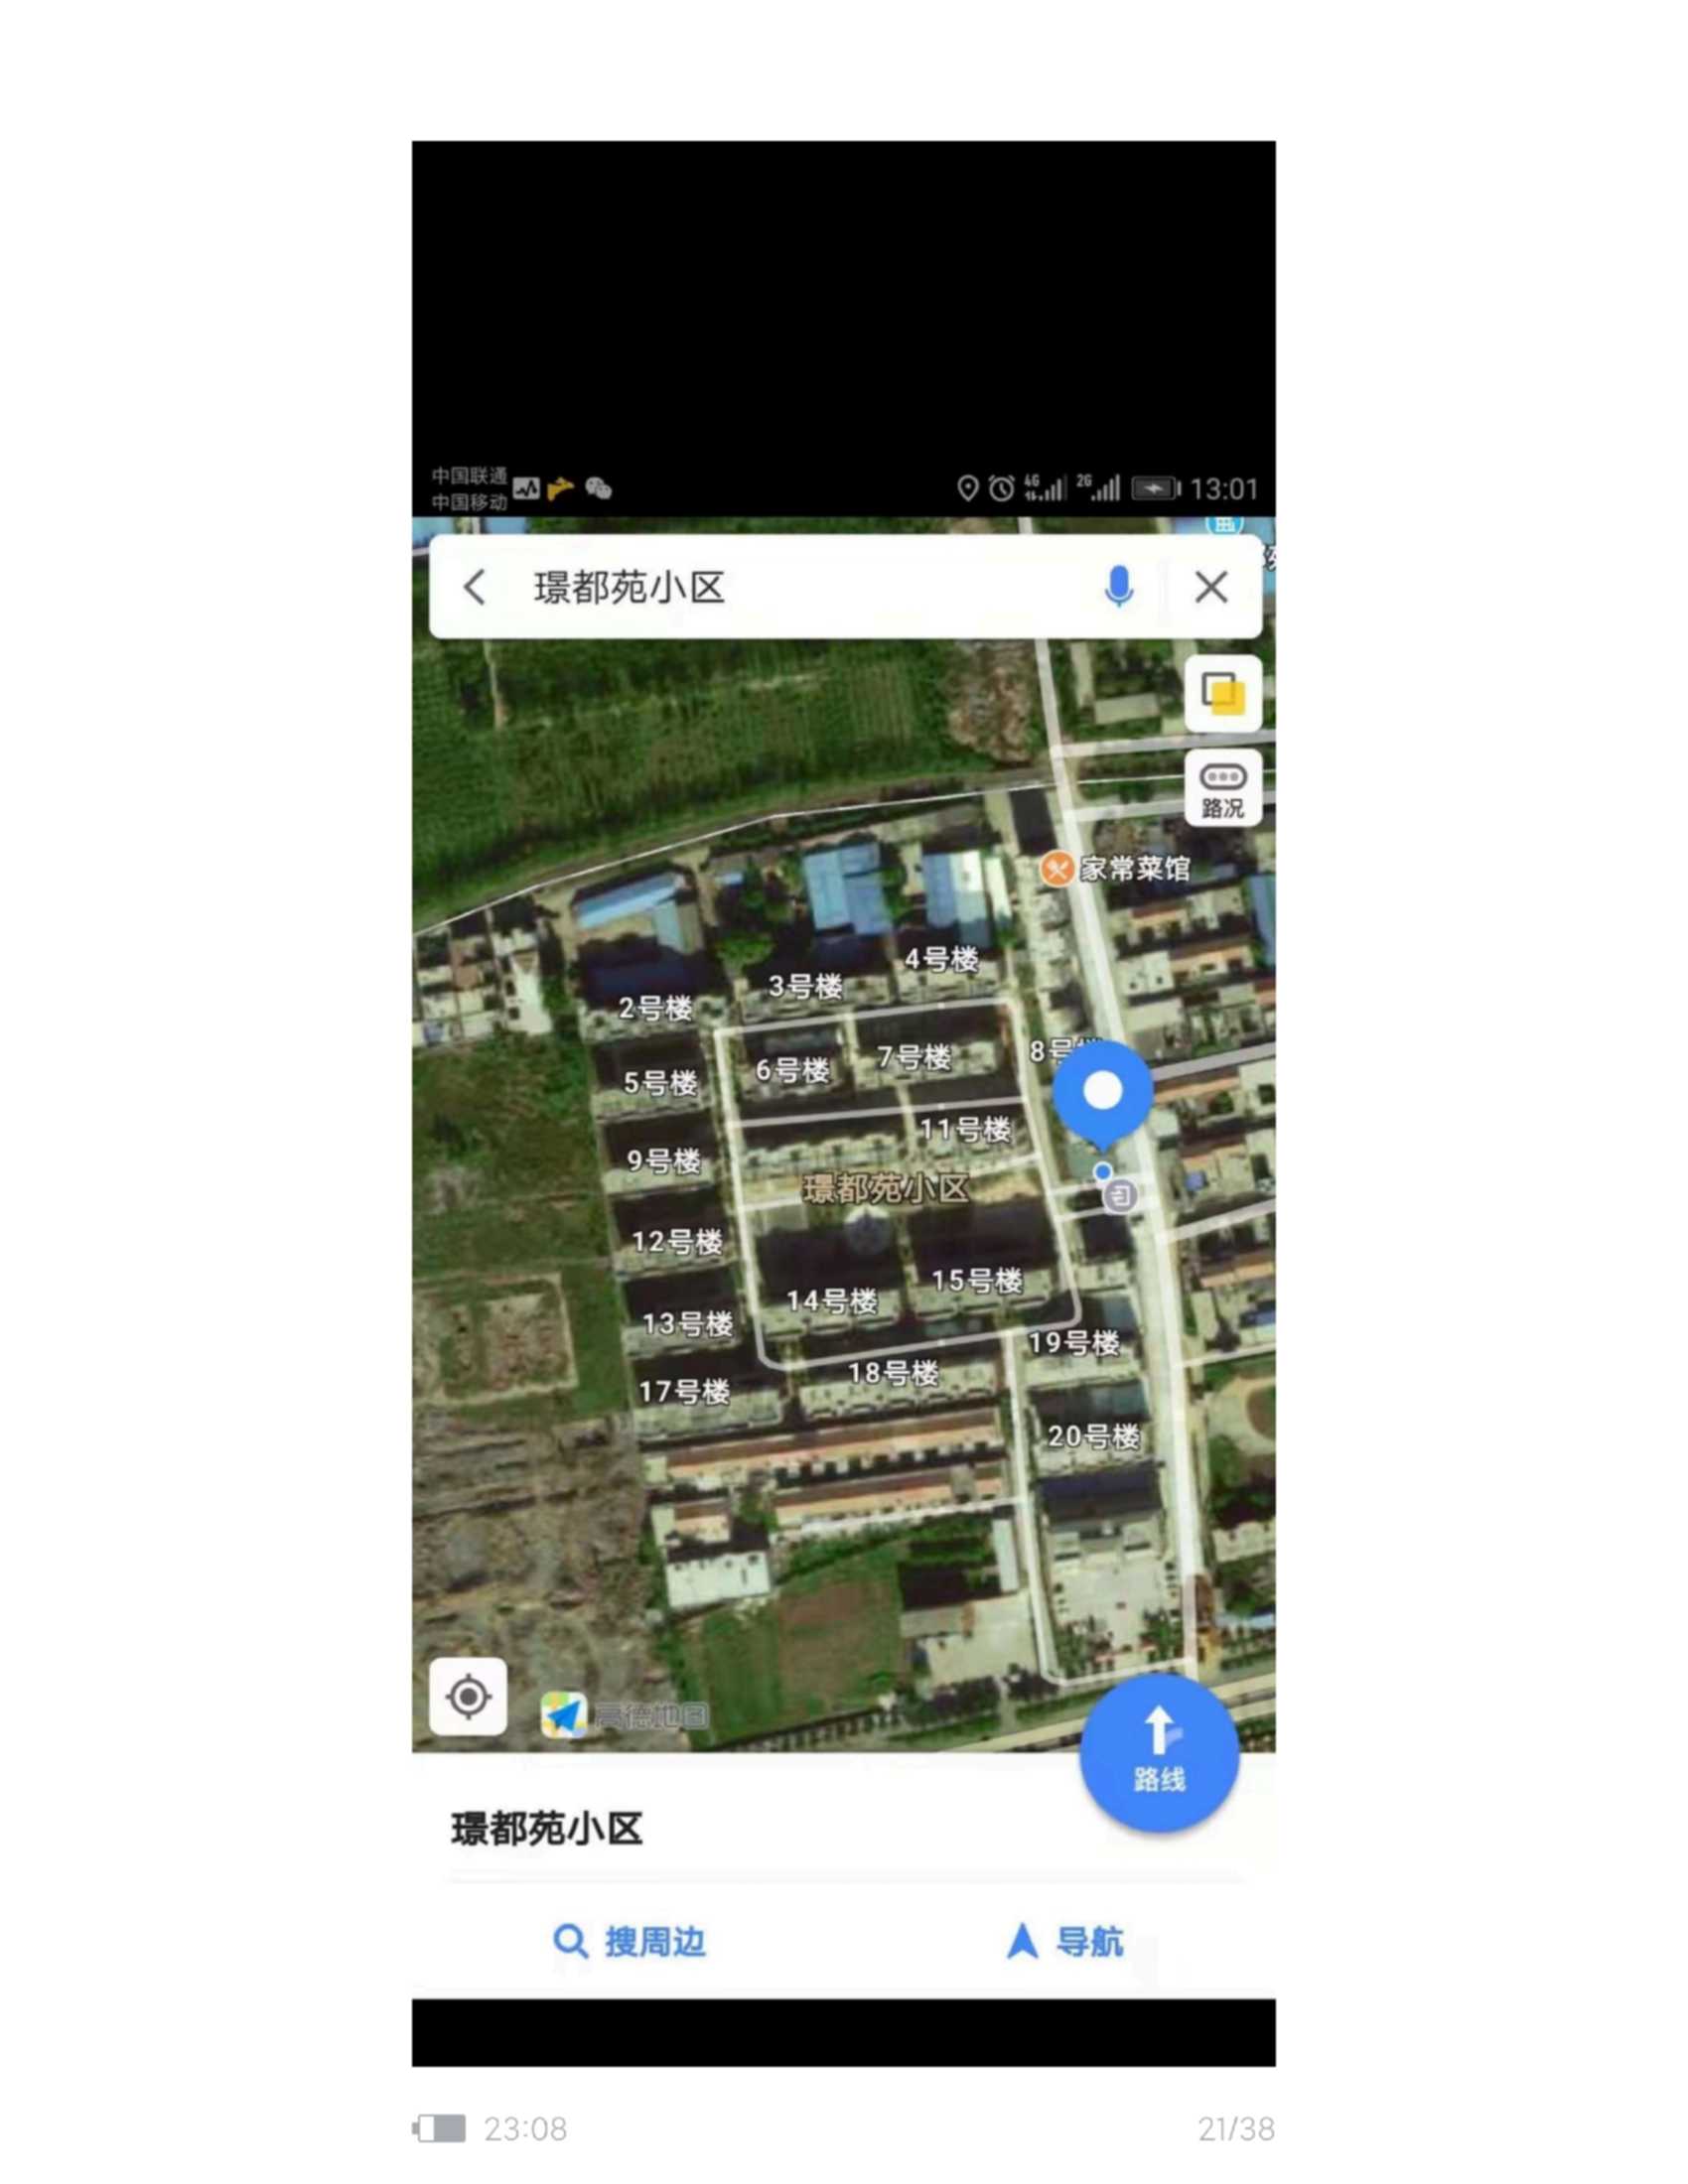 中国联通
中国移动
4G 2G 13:01
璟都苑小区
路况
家常菜馆
4号楼
3号楼
2号楼
8号
7号楼
6号楼
5号楼
11号楼
9号楼
璟都苑小区
12号楼
15号楼
14号楼
13号楼
19号楼
18号楼
17号楼
20号楼
高德地图
路线
璟都苑小区
搜周边
导航
23:08
21/38